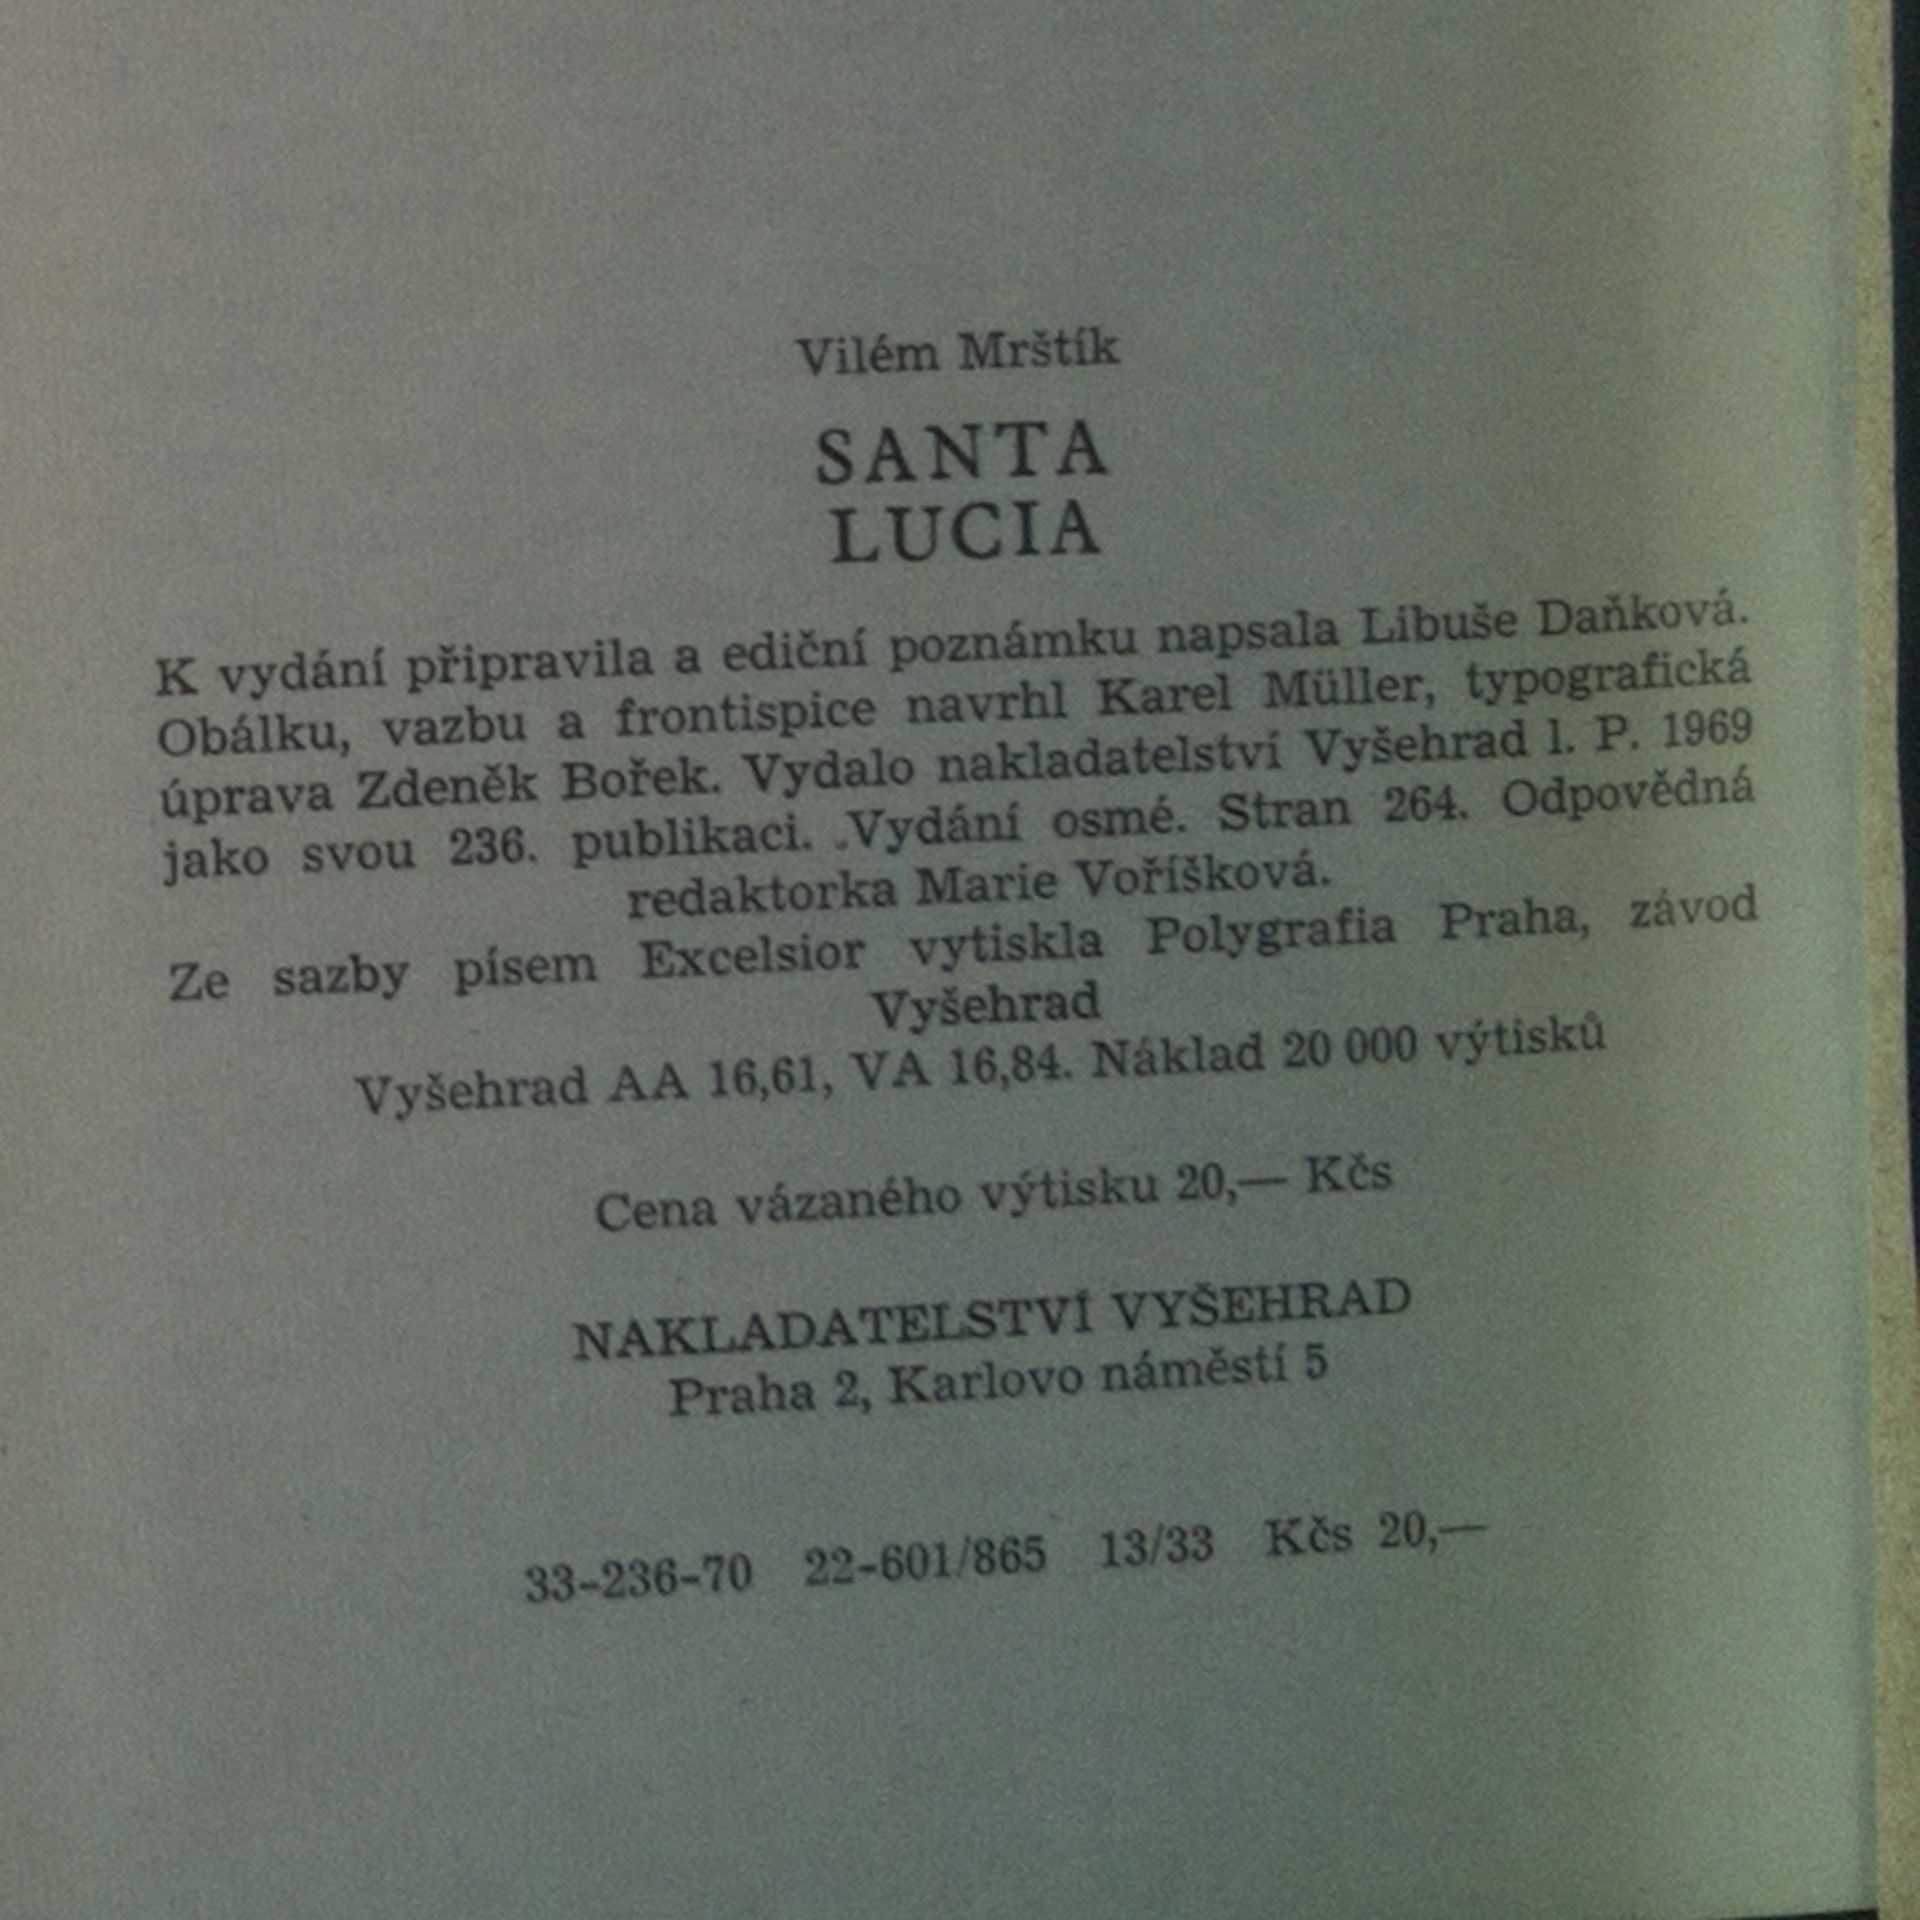 Vilém Mrštík
SANTA
LUCIA
K vydání připravila a ediční poznámku napsala Libuše Daňková.
Obálku, vazbu a frontispice navrhl Karel Müller, typografická
úprava Zdeněk Bořek. Vydalo nakladatelství Vyšehrad l. P. 1969
jako svou 236. publikaci. Vydání osmé. Stran 264. Odpovědná
redaktorka Marie Voříšková.
Ze sazby písem Excelsior vytiskla Polygrafia Praha, závod
Vyšehrad
Vyšehrad AA 16,61, VA 16,84. Náklad 20 000 výtisků
Cena vázaného výtisku 20,— Kčs
NAKLADATELSTVÍ VYŠEHRAD
Praha 2, Karlovo náměstí 5
33-236-70 22-601/865 13/33 Kčs 20,—